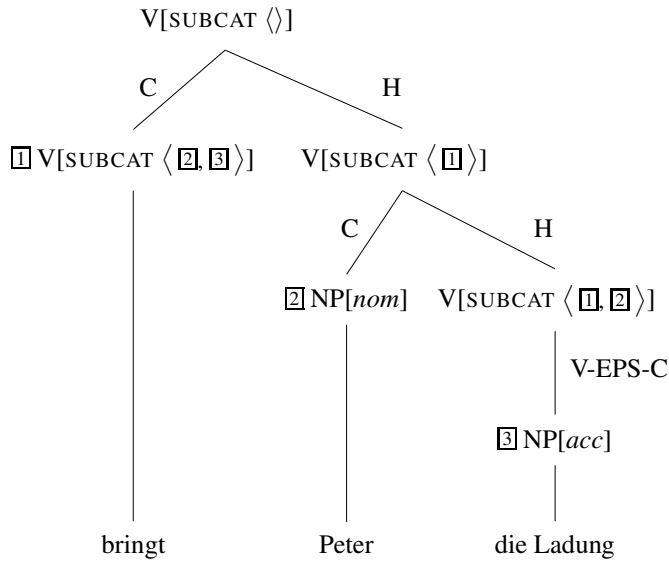 V[SUBCAT ⟨⟩]
C H
1 V[SUBCAT ⟨ 2, 3 ⟩] V[SUBCAT ⟨ 1 ⟩]
C H
2 NP[nom] V[SUBCAT ⟨ 1, 2 ⟩]
V-EPS-C
3 NP[acc]
bringt Peter die Ladung